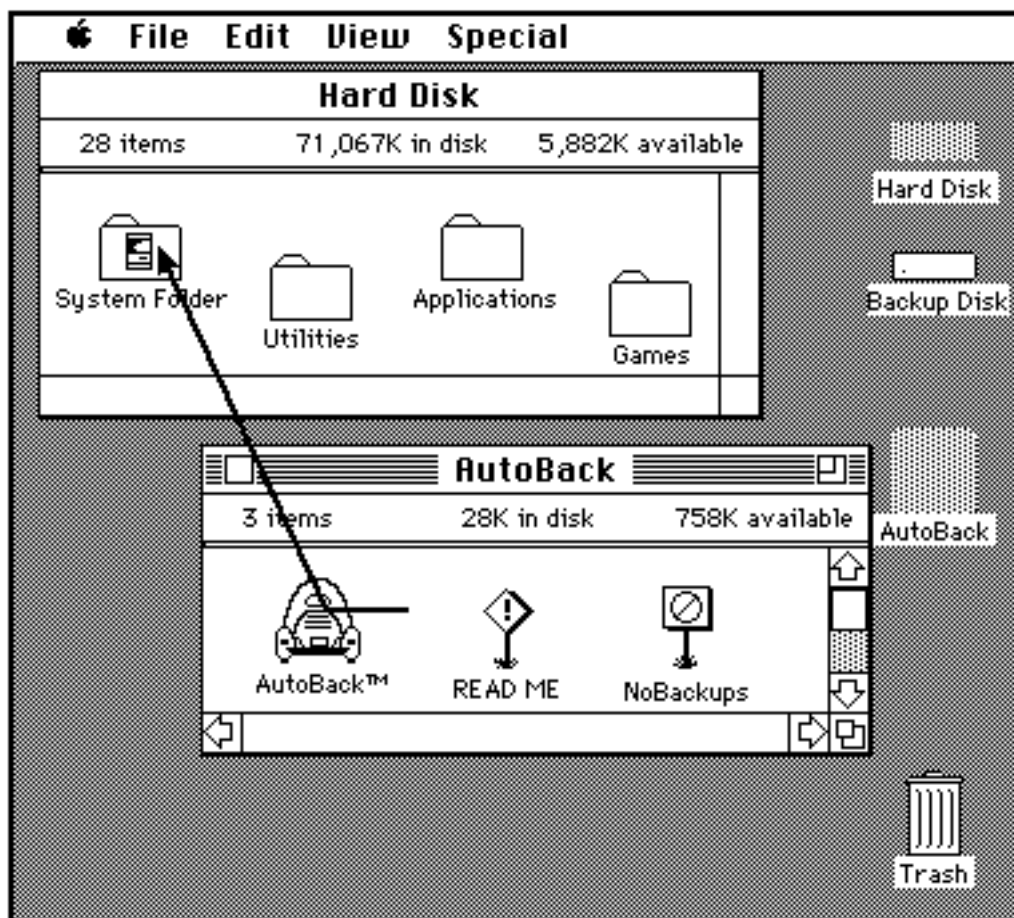 File Edit View Special
Hard Disk
28 items 71,067K in disk 5,882K available
System Folder
Utilities
Applications
Games
Hard Disk
Backup Disk
AutoBack
3 items 28K in disk 758K available
AutoBack™
READ ME
NoBackups
AutoBack
Trash